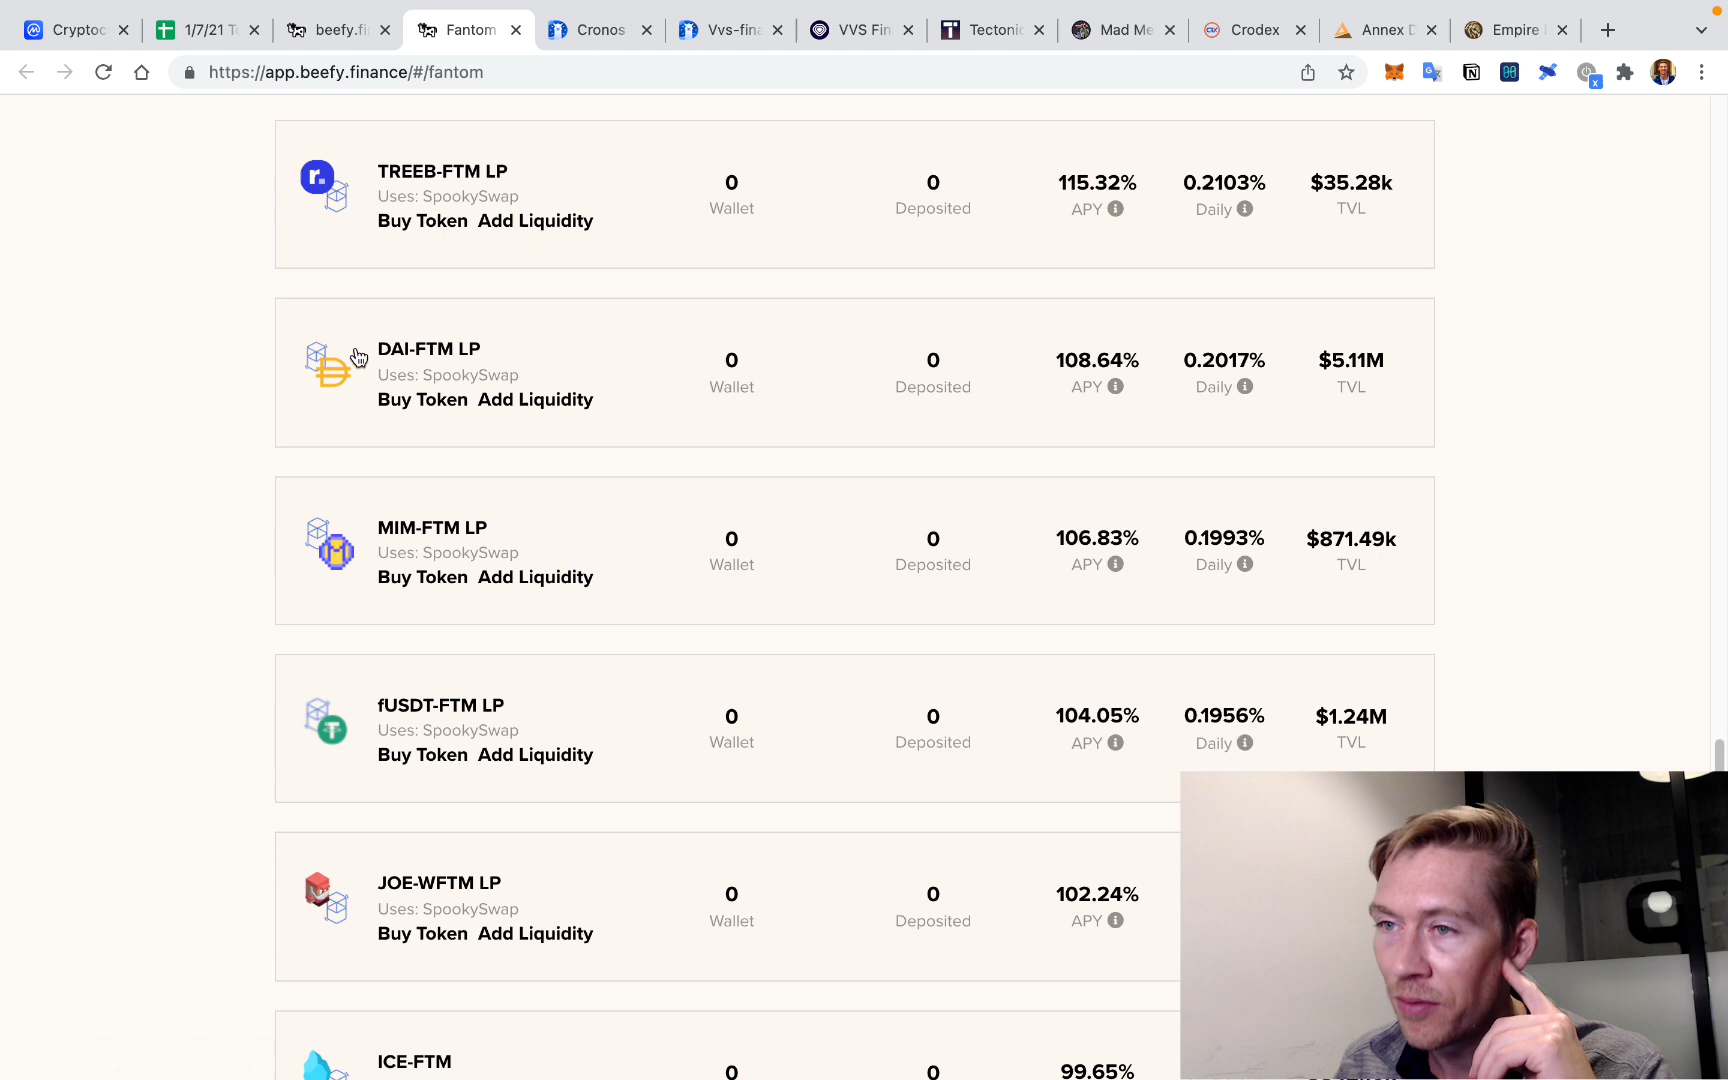 Cryptoc
1/7/21 T
beefy.fi
Fantom
Cronos
Vvs-fina
VVS Fin
Tectonic
Mad Me
Crodex
Annex D
Empire
https://app.beefy.finance/#/fantom
TREEB-FTM LP
Uses: SpookySwap
Buy Token Add Liquidity
0
Wallet
0
Deposited
115.32%
APY
0.2103%
Daily
$35.28k
TVL
DAI-FTM LP
Uses: SpookySwap
Buy Token Add Liquidity
0
Wallet
0
Deposited
108.64%
APY
0.2017%
Daily
$5.11M
TVL
MIM-FTM LP
Uses: SpookySwap
Buy Token Add Liquidity
0
Wallet
0
Deposited
106.83%
APY
0.1993%
Daily
$871.49k
TVL
fUSDT-FTM LP
Uses: SpookySwap
Buy Token Add Liquidity
0
Wallet
0
Deposited
104.05%
APY
0.1956%
Daily
$1.24M
TVL
JOE-WFTM LP
Uses: SpookySwap
Buy Token Add Liquidity
0
Wallet
0
Deposited
102.24%
APY
ICE-FTM
0
0
99.65%